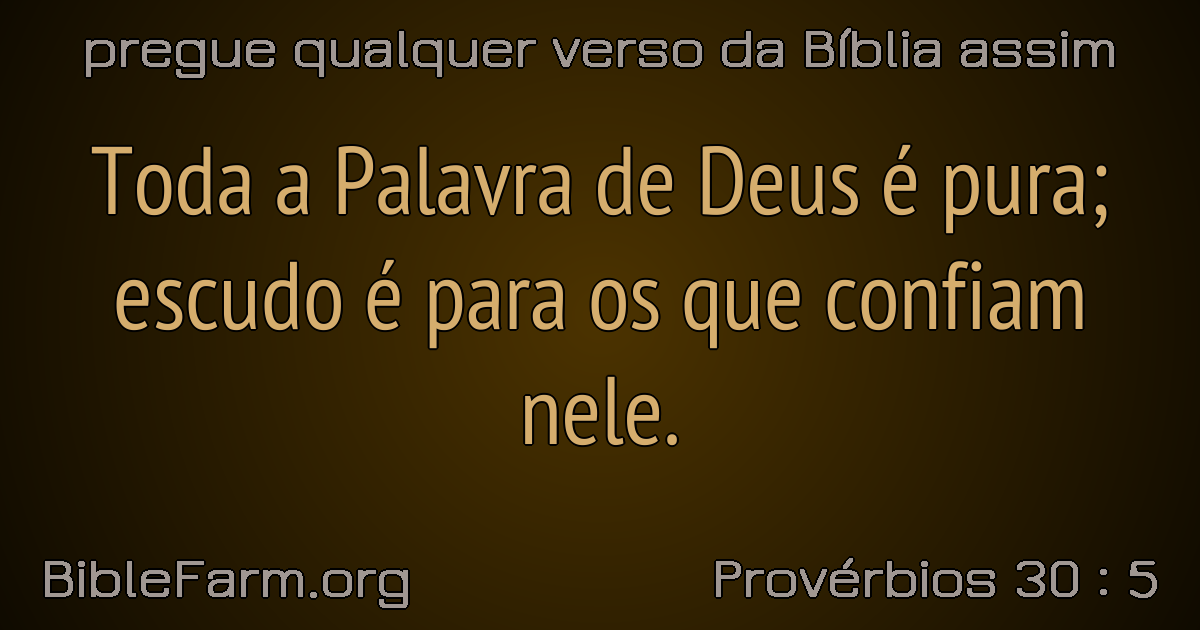 pregue qualquer verso da Bíblia assim
Toda a Palavra de Deus é pura;
escudo é para os que confiam
nele.
BibleFarm.org
Provérbios 30 : 5